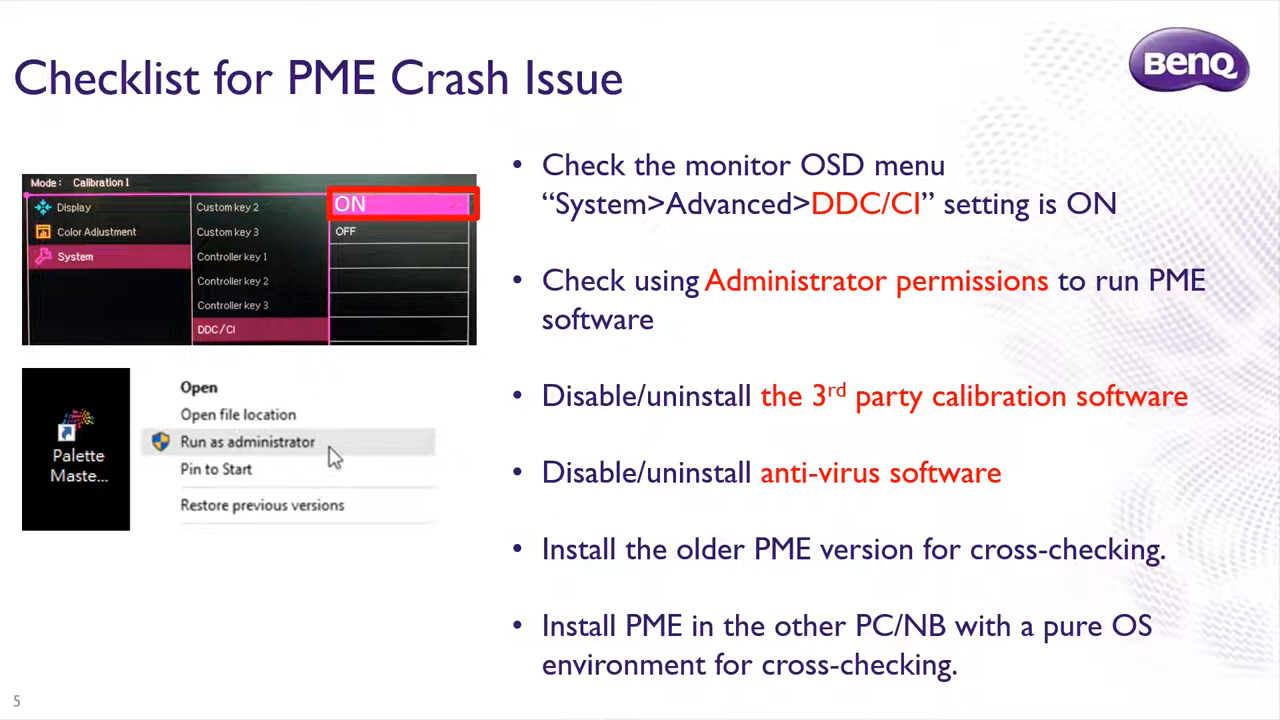 Checklist for PME Crash Issue
BenQ
Mode: Calibration 1
Display
Color Adjustment
System
Custom key 2
Custom key 3
Controller key 1
Controller key 2
Controller key 3
DDC/CI
ON
OFF
Palette
Maste...
Open
Open file location
Run as administrator
Pin to Start
Restore previous versions
• Check the monitor OSD menu
“System>Advanced>DDC/CI” setting is ON
• Check using Administrator permissions to run PME
software
• Disable/uninstall the 3rd party calibration software
• Disable/uninstall anti-virus software
• Install the older PME version for cross-checking.
• Install PME in the other PC/NB with a pure OS
environment for cross-checking.
5